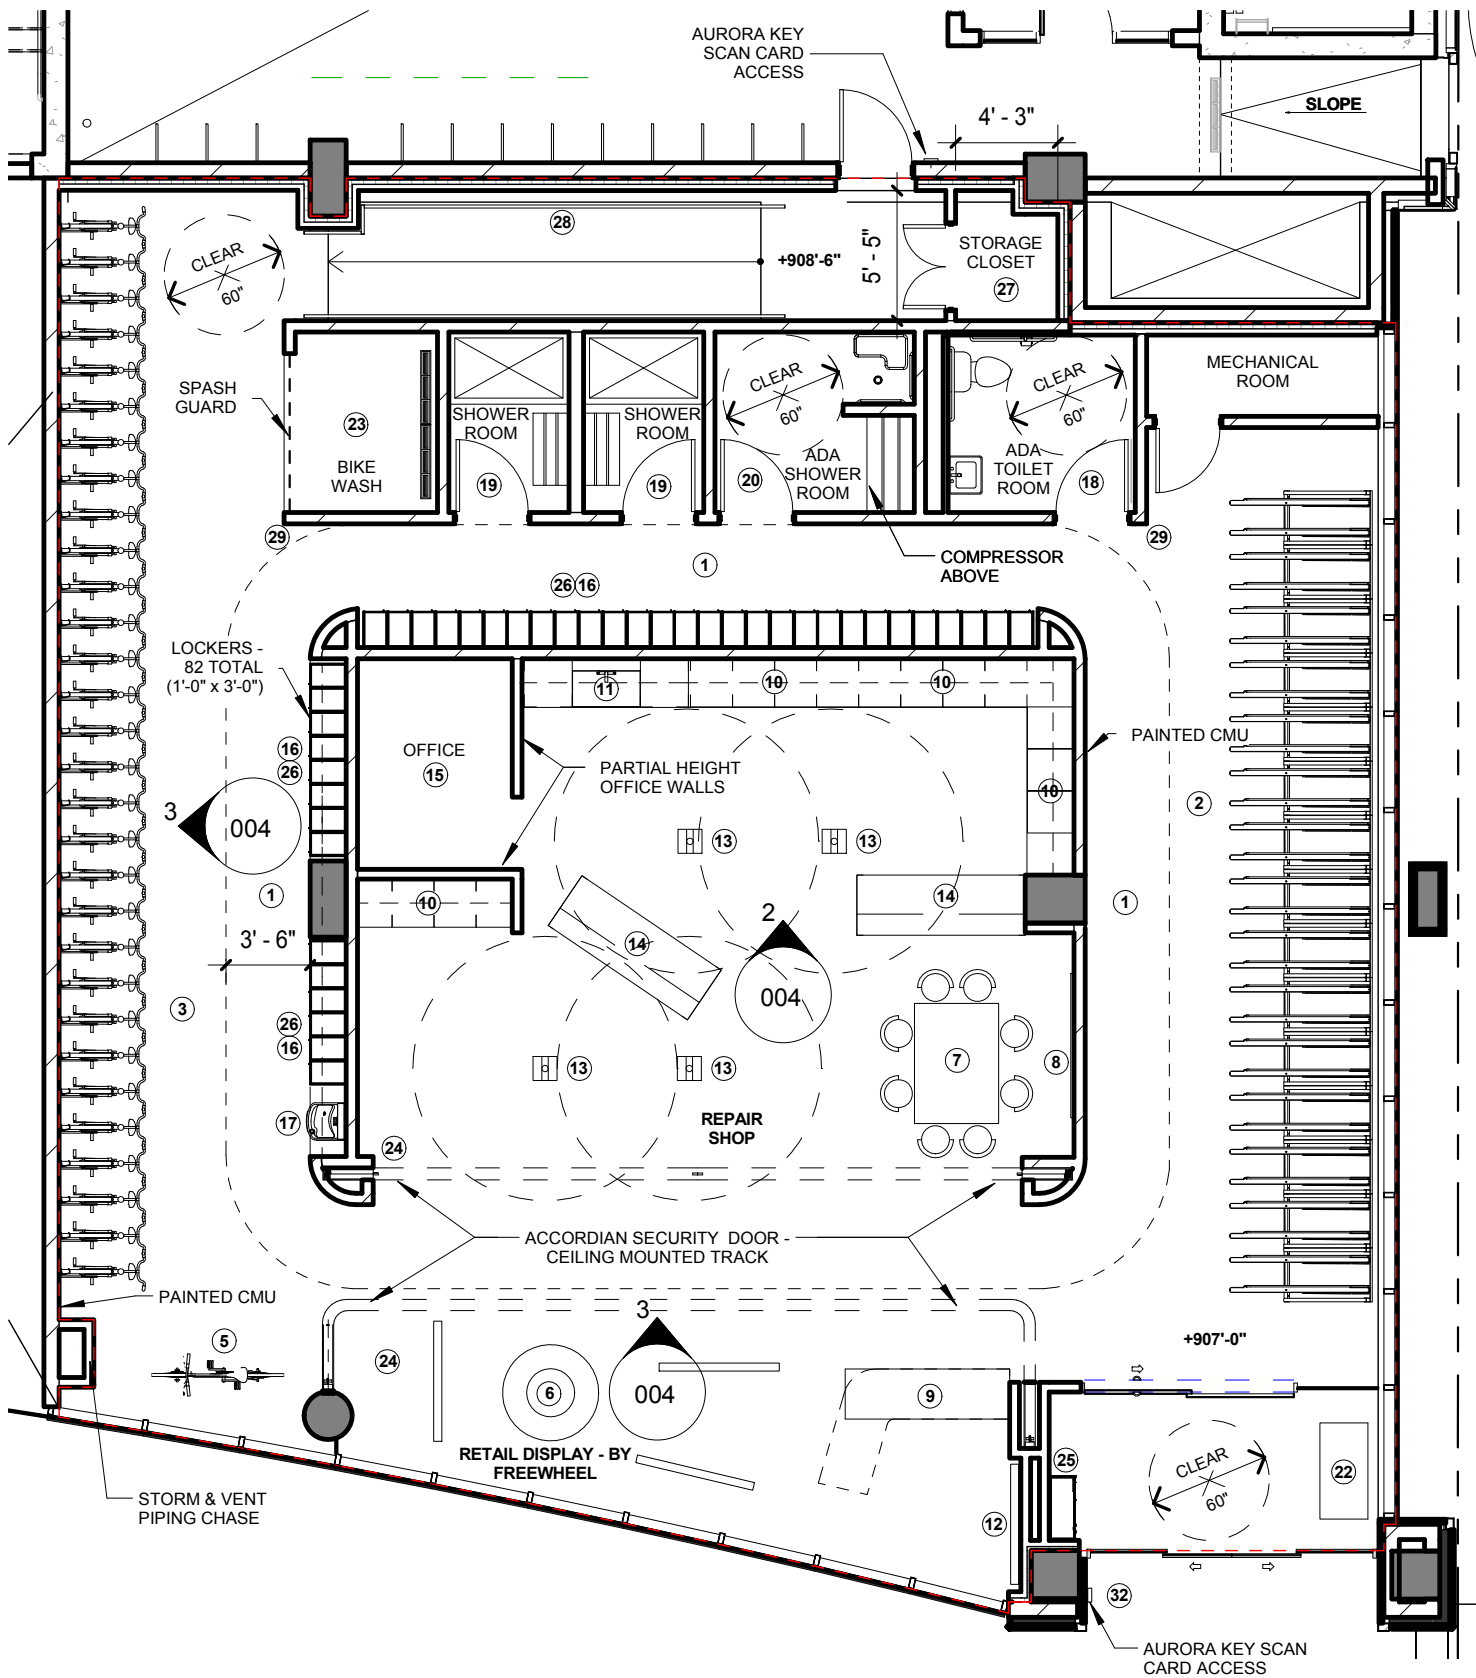 AURORA KEY
SCAN CARD
ACCESS
4' - 3"
SLOPE
28
+908'-6"
5' - 5"
STORAGE
CLOSET
27
CLEAR
60"
MECHANICAL
ROOM
SPASH
GUARD
23
BIKE
WASH
SHOWER
ROOM
19
SHOWER
ROOM
19
CLEAR
60"
ADA
SHOWER
ROOM
20
CLEAR
60"
ADA
TOILET
ROOM
18
29
29
1
COMPRESSOR
ABOVE
26 16
LOCKERS -
82 TOTAL
(1'-0" x 3'-0")
11
10
10
16
26
OFFICE
15
PARTIAL HEIGHT
OFFICE WALLS
PAINTED CMU
10
2
3
004
13
13
1
10
14
14
1
3' - 6"
2
004
3
26
16
7
8
13
13
17
REPAIR
SHOP
24
ACCORDIAN SECURITY DOOR -
CEILING MOUNTED TRACK
PAINTED CMU
3
004
5
24
6
9
+907'-0"
RETAIL DISPLAY - BY
FREEWHEEL
25
CLEAR
60"
22
STORM & VENT
PIPING CHASE
12
32
AURORA KEY SCAN
CARD ACCESS